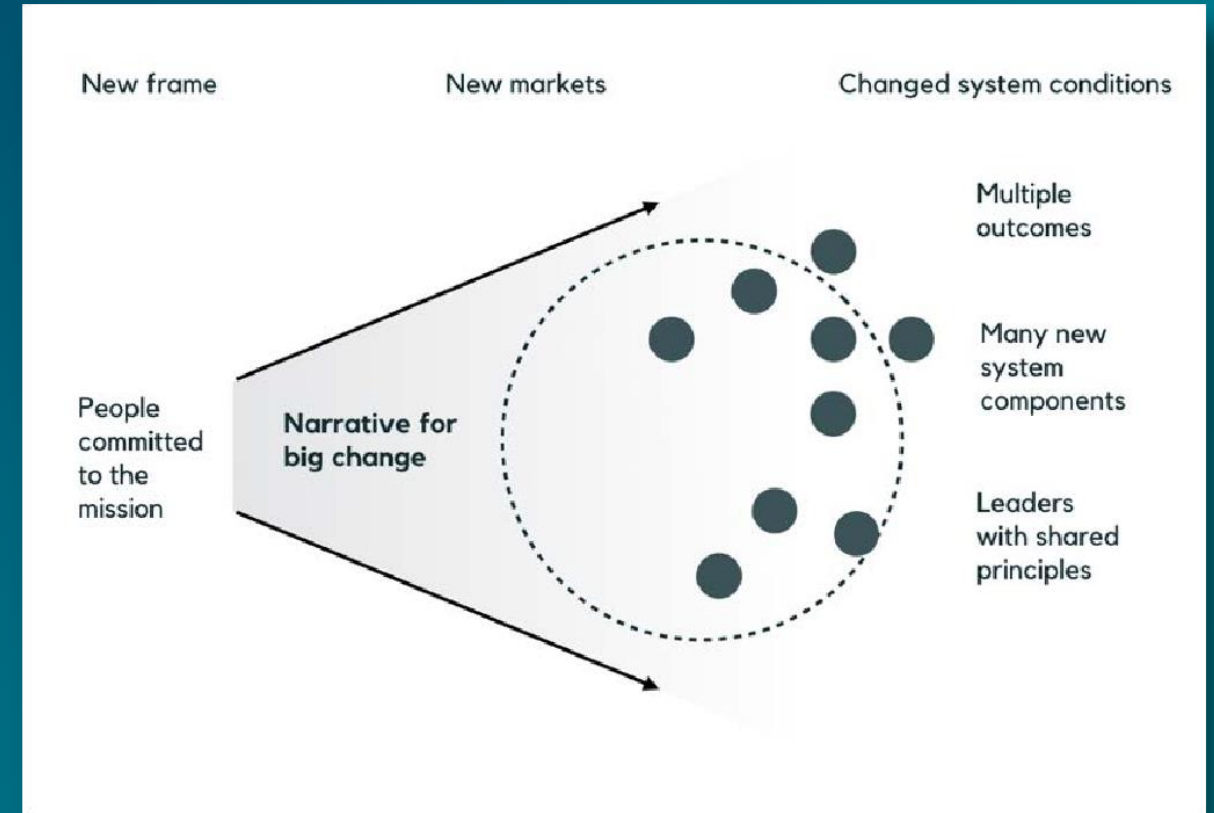 New frame
New markets
Changed system conditions
Multiple
outcomes
Many new
system
components
People
committed
to the
mission
Narrative for
big change
Leaders
with shared
principles